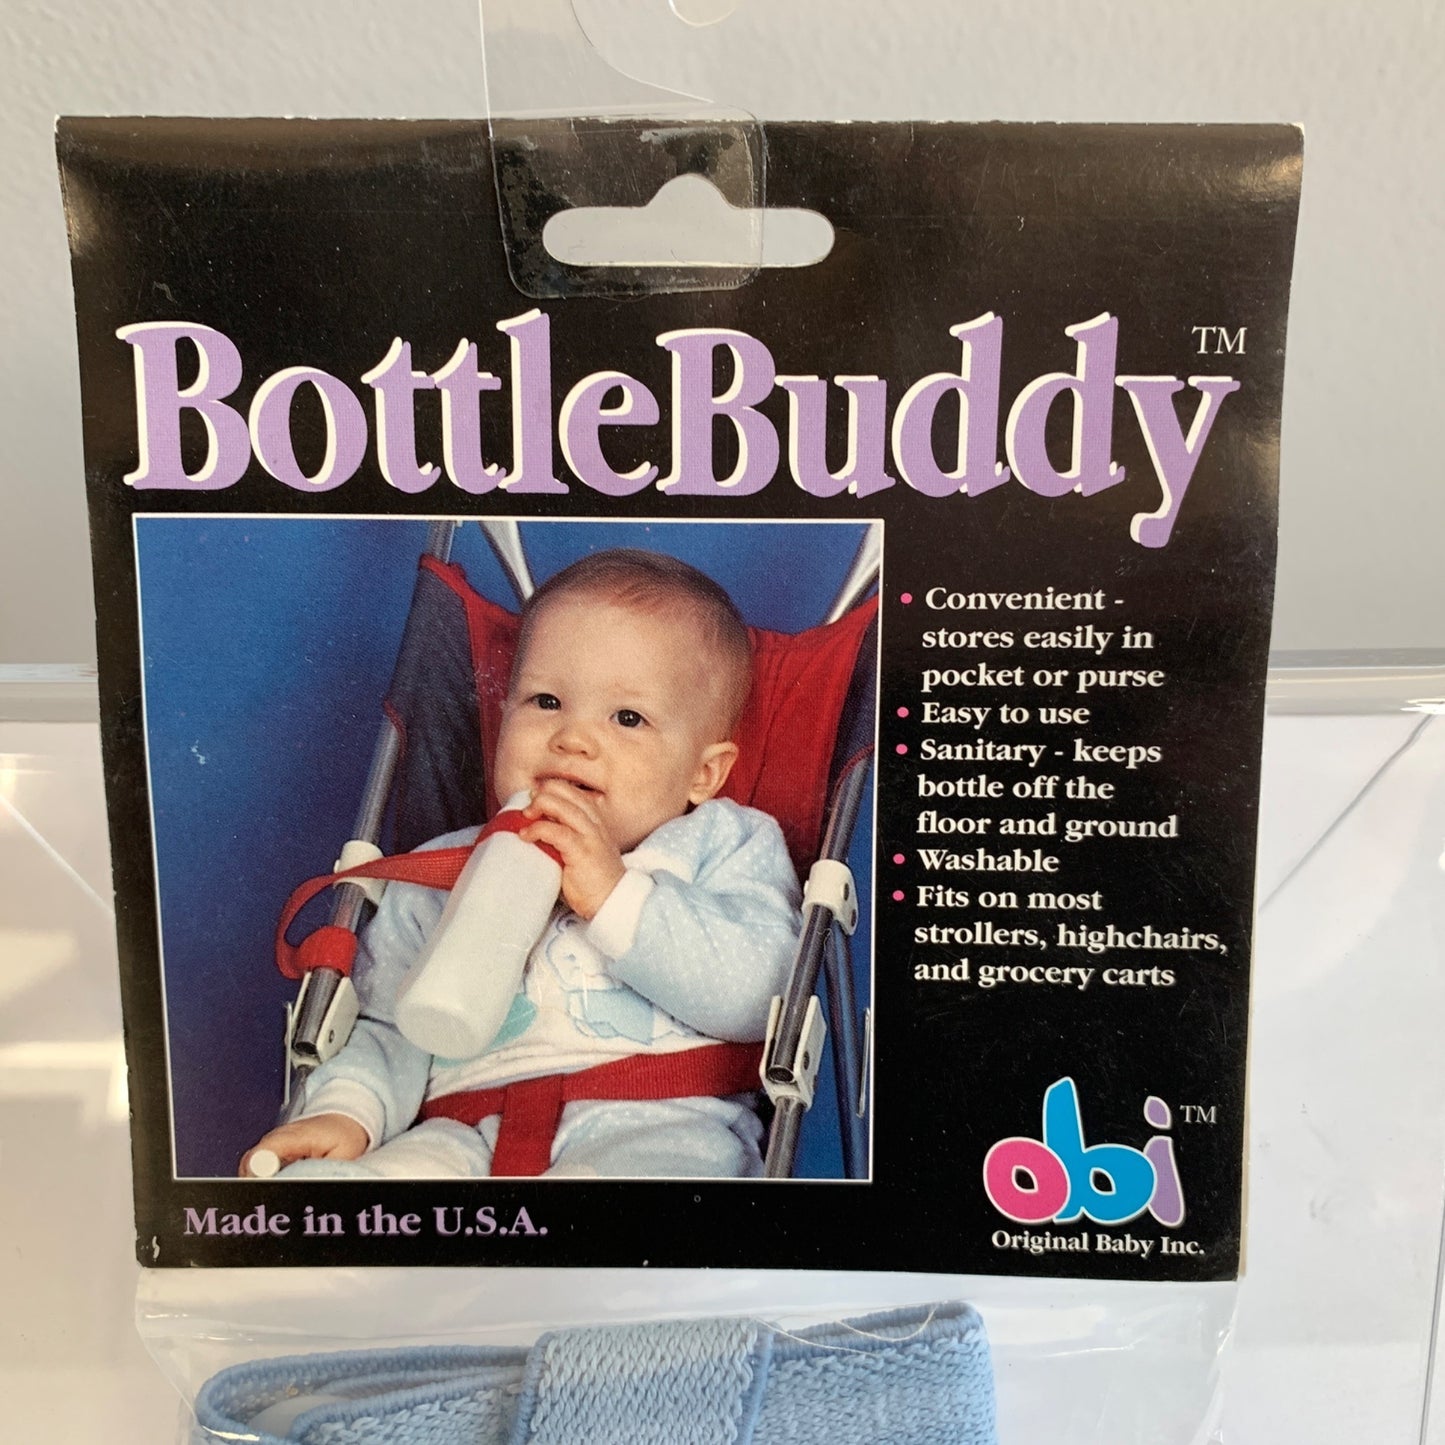 BottleBuddy™
• Convenient -
stores easily in
pocket or purse
• Easy to use
• Sanitary - keeps
bottle off the
floor and ground
• Washable
• Fits on most
strollers, highchairs,
and grocery carts
obi™
Original Baby Inc.
Made in the U.S.A.